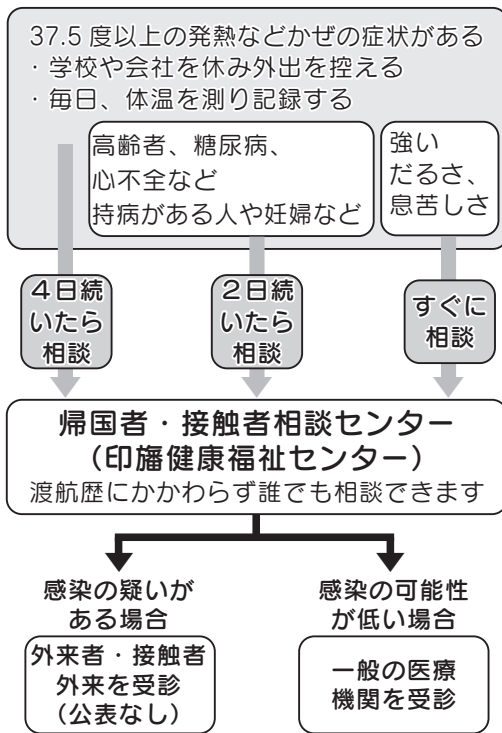 37.5 度以上の発熱などかぜの症状がある
・学校や会社を休み外出を控える
・毎日、体温を測り記録する
高齢者、糖尿病、
心不全など
持病がある人や妊婦など
強い
だるさ、
息苦しさ
４日続
いたら
相談
２日続
いたら
相談
すぐに
相談
帰国者・接触者相談センター
（印旛健康福祉センター）
渡航歴にかかわらず誰でも相談できます
感染の疑いが
ある場合
外来者・接触者
外来を受診
（公表なし）
感染の可能性
が低い場合
一般の医療
機関を受診